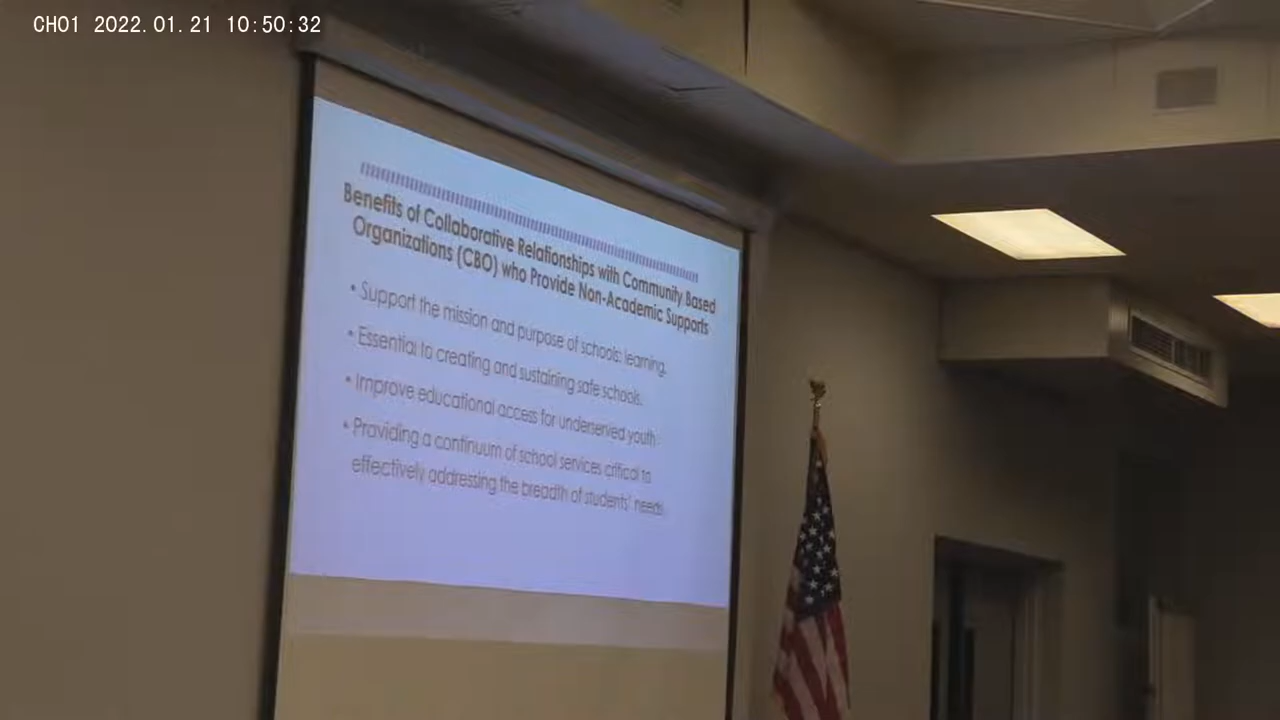 CH01 2022.01.21 10:50:32
Benefits of Collaborative Relationships with Community Based
Organizations (CBO) who Provide Non-Academic Supports
• Support the mission and purpose of schools: learning.
• Essential to creating and sustaining safe schools.
• Improve educational access for underserved youth
• Providing a continuum of school services critical to
effectively addressing the breadth of students' needs